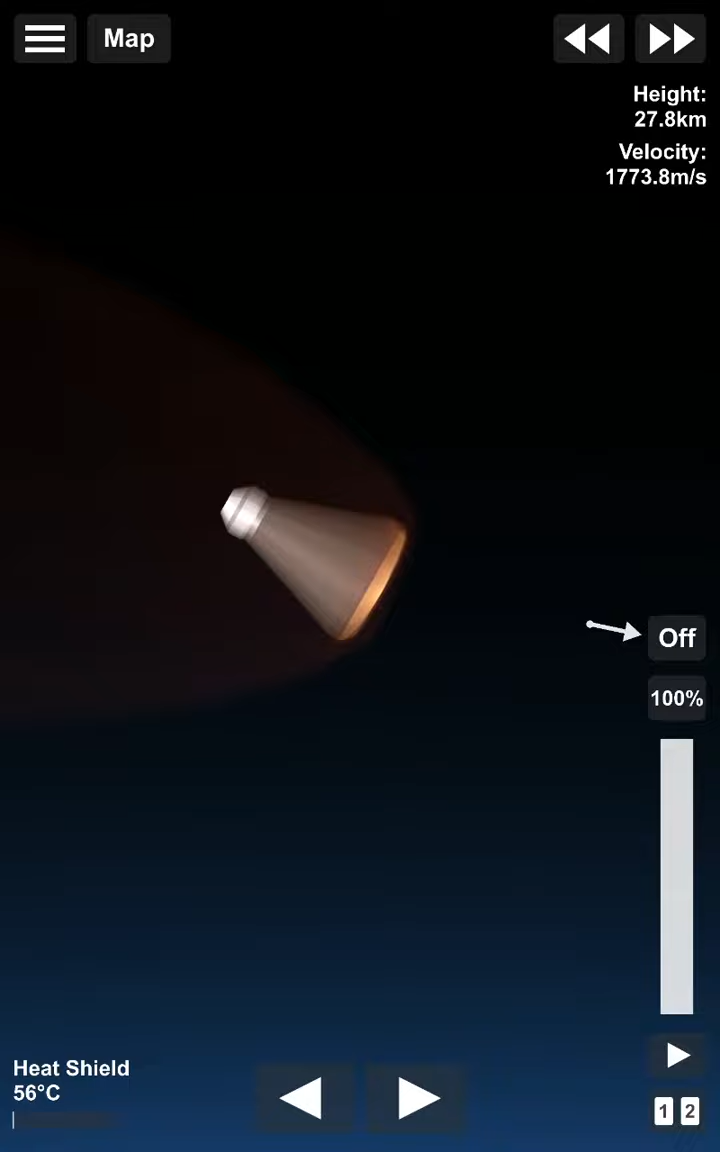 Map
Height:
27.8km
Velocity:
1773.8m/s
Off
100%
Heat Shield
56°C
1 2